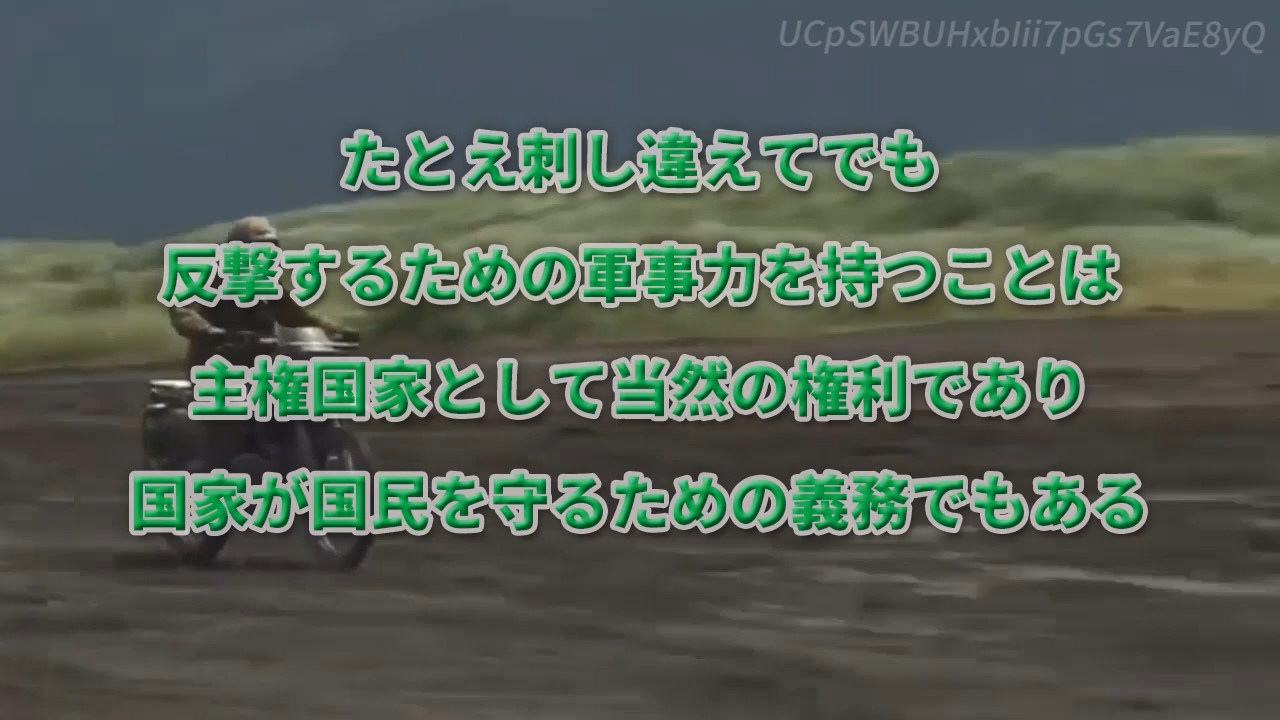 UCpSWBUHxbIii7pGs7VaE8yQ
たとえ刺し違えてでも
反撃するための軍事力を持つことは
主権国家として当然の権利であり
国家が国民を守るための義務でもある